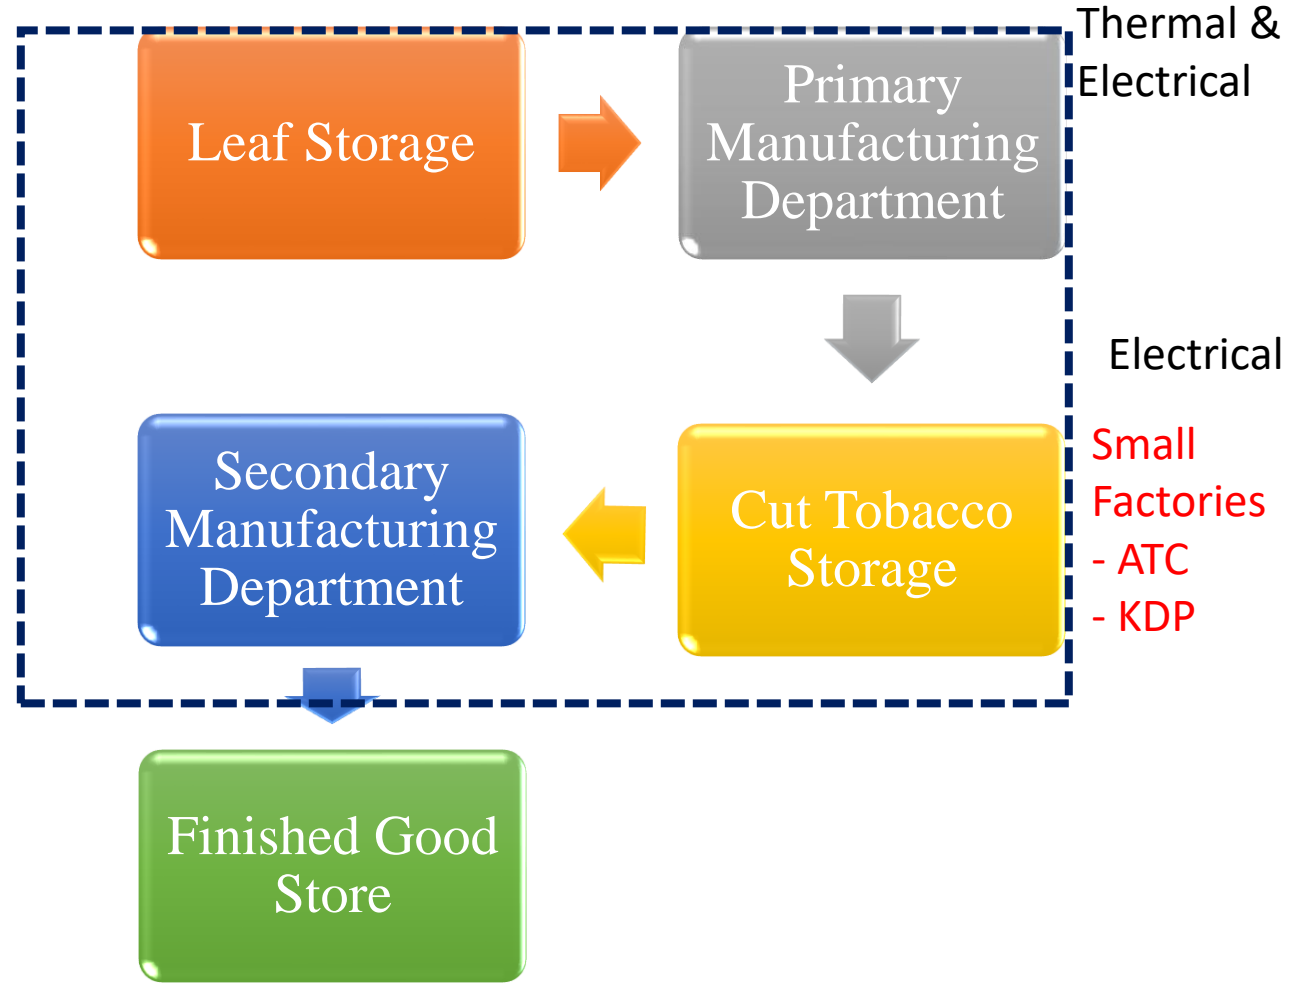 Leaf Storage
Primary
Manufacturing
Department
Thermal &
Electrical
Electrical
Secondary
Manufacturing
Department
Cut Tobacco
Storage
Small
Factories
- ATC
- KDP
Finished Good
Store